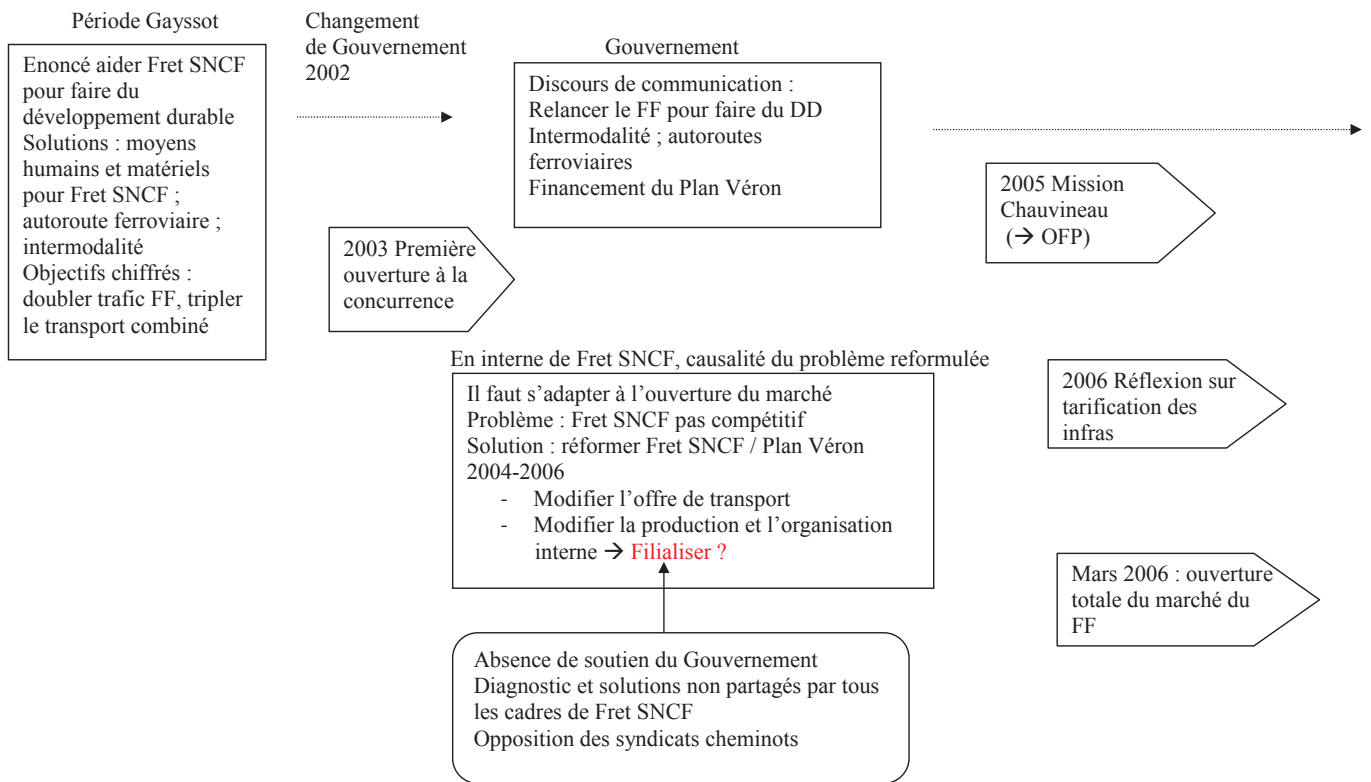 Période Gayssot
Enoncé aider Fret SNCF
pour faire du
développement durable
Solutions : moyens
humains et matériels
pour Fret SNCF ;
autoroute ferroviaire ;
intermodalité
Objectifs chiffrés :
doubler trafic FF, tripler
le transport combiné
Changement
de Gouvernement
2002
2003 Première
ouverture à la
concurrence
Gouvernement
Discours de communication :
Relancer le FF pour faire du DD
Intermodalité ; autoroutes
ferroviaires
Financement du Plan Véron
2005 Mission
Chauvineau
(→ OFP)
En interne de Fret SNCF, causalité du problème reformulée
Il faut s’adapter à l’ouverture du marché
Problème : Fret SNCF pas compétitif
Solution : réformer Fret SNCF / Plan Véron
2004-2006
- Modifier l’offre de transport
- Modifier la production et l’organisation
interne → Filialiser ?
2006 Réflexion sur
tarification des
infras
Mars 2006 : ouverture
totale du marché du
FF
Absence de soutien du Gouvernement
Diagnostic et solutions non partagés par tous
les cadres de Fret SNCF
Opposition des syndicats cheminots